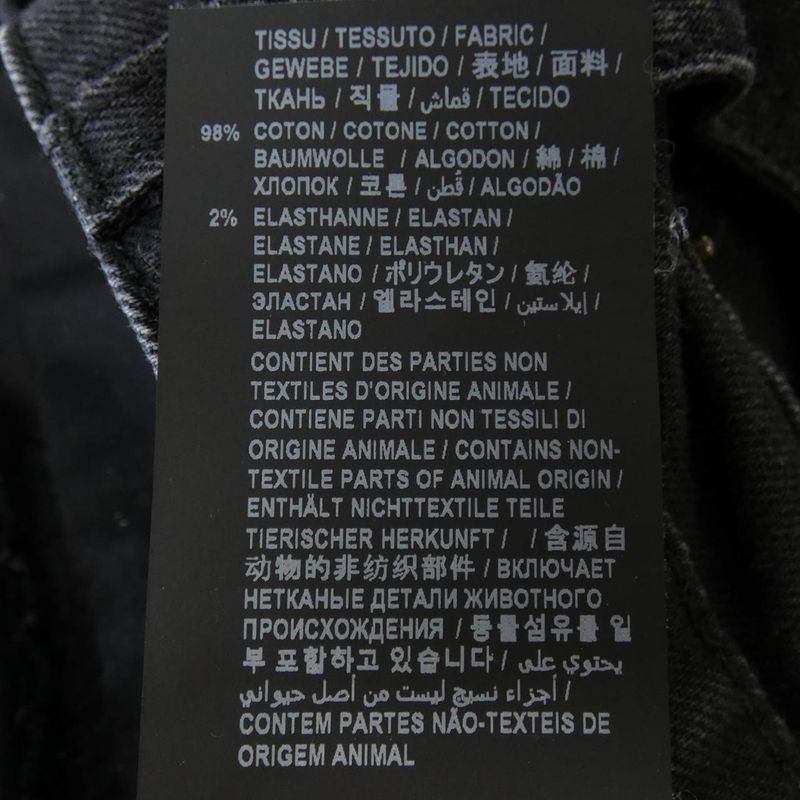 TISSU / TESSUTO / FABRIC /
GEWEBE / TEJIDO / 表地 / 面料 /
ТКАНЬ / 직물 / قماش / TECIDO
98% COTON / COTONE / COTTON /
BAUMWOLLE / ALGODON / 綿 / 棉 /
ХЛОПОК / 코튼 / قُطن / ALGODÃO
2% ELASTHANNE / ELASTAN /
ELASTANE / ELASTHAN /
ELASTANO / ポリウレタン / 氨纶 /
ЭЛАСТАН / 엘라스테인 / إيلاستين /
ELASTANO
CONTIENT DES PARTIES NON
TEXTILES D'ORIGINE ANIMALE /
CONTIENE PARTI NON TESSILI DI
ORIGINE ANIMALE / CONTAINS NON-
TEXTILE PARTS OF ANIMAL ORIGIN /
ENTHÄLT NICHTTEXTILE TEILE
TIERISCHER HERKUNFT / / 含源自
动物的非纺织部件 / ВКЛЮЧАЕТ
НЕТКАНЫЕ ДЕТАЛИ ЖИВОТНОГО
ПРОИСХОЖДЕНИЯ / 동물섬유를 일
부 포함하고 있습니다 / يحتوي على
أجزاء نسيج ليست من أصل حيواني /
CONTEM PARTES NÃO-TEXTEIS DE
ORIGEM ANIMAL